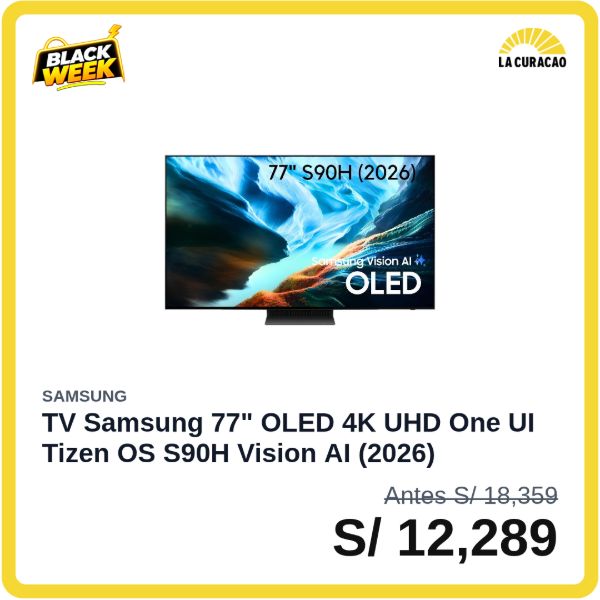 BLACK
WEEK
LA CURACAO
77" S90H (2026)
Samsung Vision AI
OLED
SAMSUNG
TV Samsung 77" OLED 4K UHD One UI
Tizen OS S90H Vision AI (2026)
Antes S/ 18,359
S/ 12,289